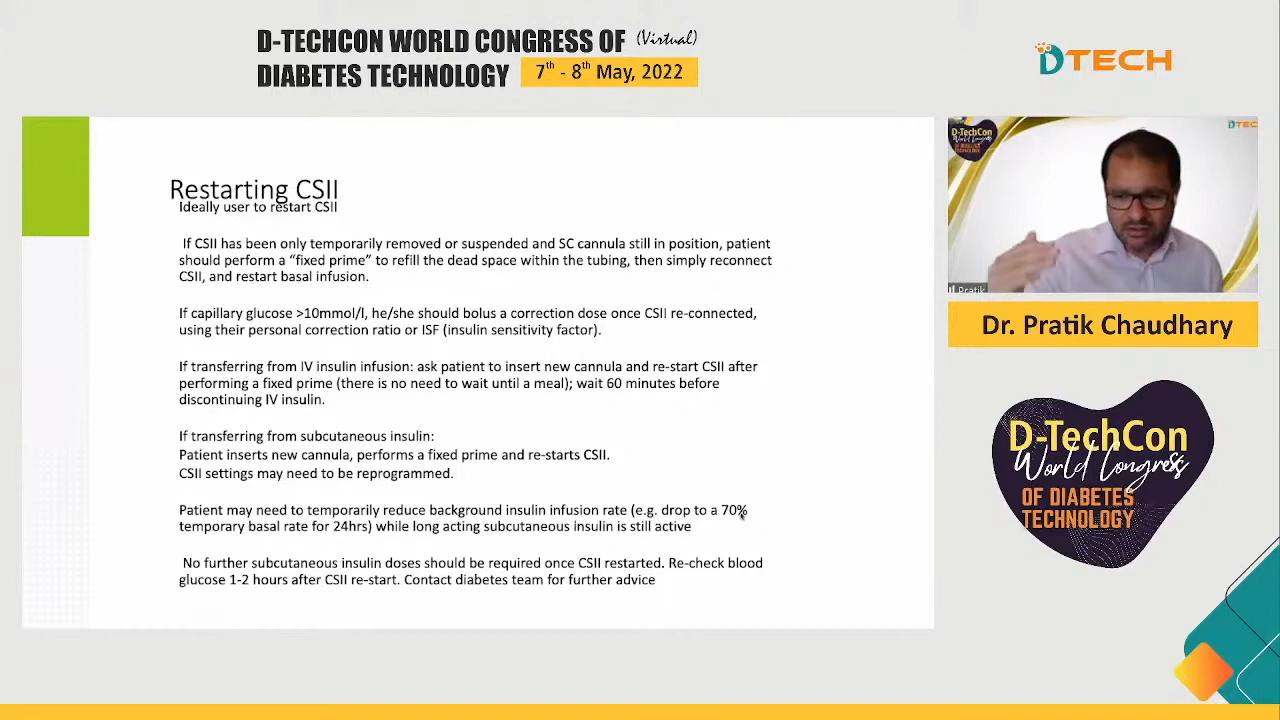 D-TECHCON WORLD CONGRESS OF (Virtual)
DIABETES TECHNOLOGY 7th - 8th May, 2022
DTECH
Restarting CSII
Ideally user to restart CSII
If CSII has been only temporarily removed or suspended and SC cannula still in position, patient
should perform a “fixed prime” to refill the dead space within the tubing, then simply reconnect
CSII, and restart basal infusion.
If capillary glucose >10mmol/l, he/she should bolus a correction dose once CSII re-connected,
using their personal correction ratio or ISF (insulin sensitivity factor).
If transferring from IV insulin infusion: ask patient to insert new cannula and re-start CSII after
performing a fixed prime (there is no need to wait until a meal); wait 60 minutes before
discontinuing IV insulin.
If transferring from subcutaneous insulin:
Patient inserts new cannula, performs a fixed prime and re-starts CSII.
CSII settings may need to be reprogrammed.
Patient may need to temporarily reduce background insulin infusion rate (e.g. drop to a 70%
temporary basal rate for 24hrs) while long acting subcutaneous insulin is still active
No further subcutaneous insulin doses should be required once CSII restarted. Re-check blood
glucose 1-2 hours after CSII re-start. Contact diabetes team for further advice
D-TechCon
World Congress
OF DIABETES
TECHNOLOGY
DTEC
Pratik
Dr. Pratik Chaudhary
D-TechCon
World Congress
OF DIABETES
TECHNOLOGY